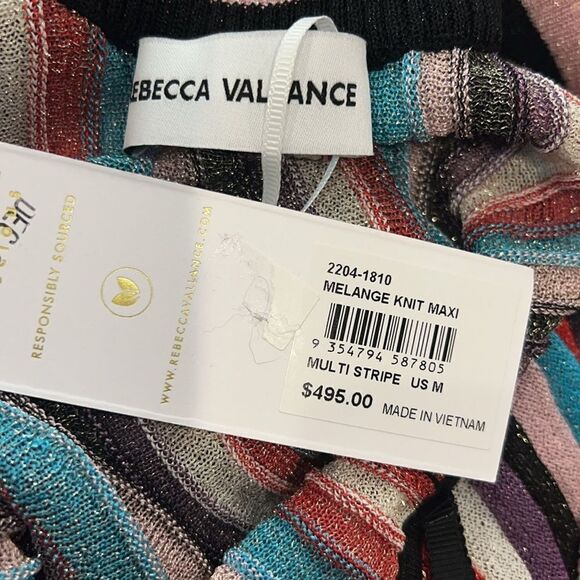 REBECCA VALLANCE
RESPONSIBLY SOURCED
WWW.REBECCAVALLANCE.COM
2204-1810
MELANGE KNIT MAXI
9 354794 587805
MULTI STRIPE US M
$495.00 MADE IN VIETNAM